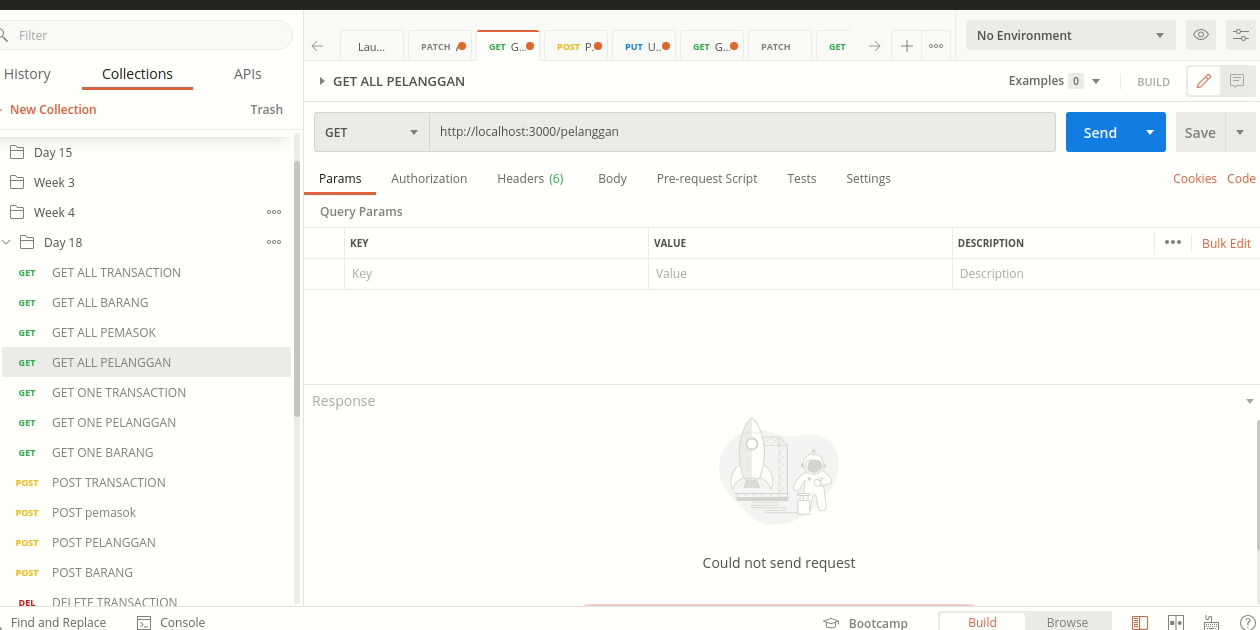 Filter
History Collections APIs
New Collection Trash
Day 15
Week 3
Week 4
Day 18
GET GET ALL TRANSACTION
GET GET ALL BARANG
GET GET ALL PEMASOK
GET GET ALL PELANGGAN
GET GET ONE TRANSACTION
GET GET ONE PELANGGAN
GET GET ONE BARANG
POST POST TRANSACTION
POST POST pemasok
POST POST PELANGGAN
POST POST BARANG
DEL DELETE TRANSACTION
Lau... PATCH GET G.. POST P. PUT U.. GET G.. PATCH GET
No Environment
GET ALL PELANGGAN
Examples 0 BUILD
GET http://localhost:3000/pelanggan Send Save
Params Authorization Headers (6) Body Pre-request Script Tests Settings Cookies Code
Query Params
KEY VALUE DESCRIPTION ••• Bulk Edit
Key Value Description
Response
Could not send request
Find and Replace Console Bootcamp Build Browse